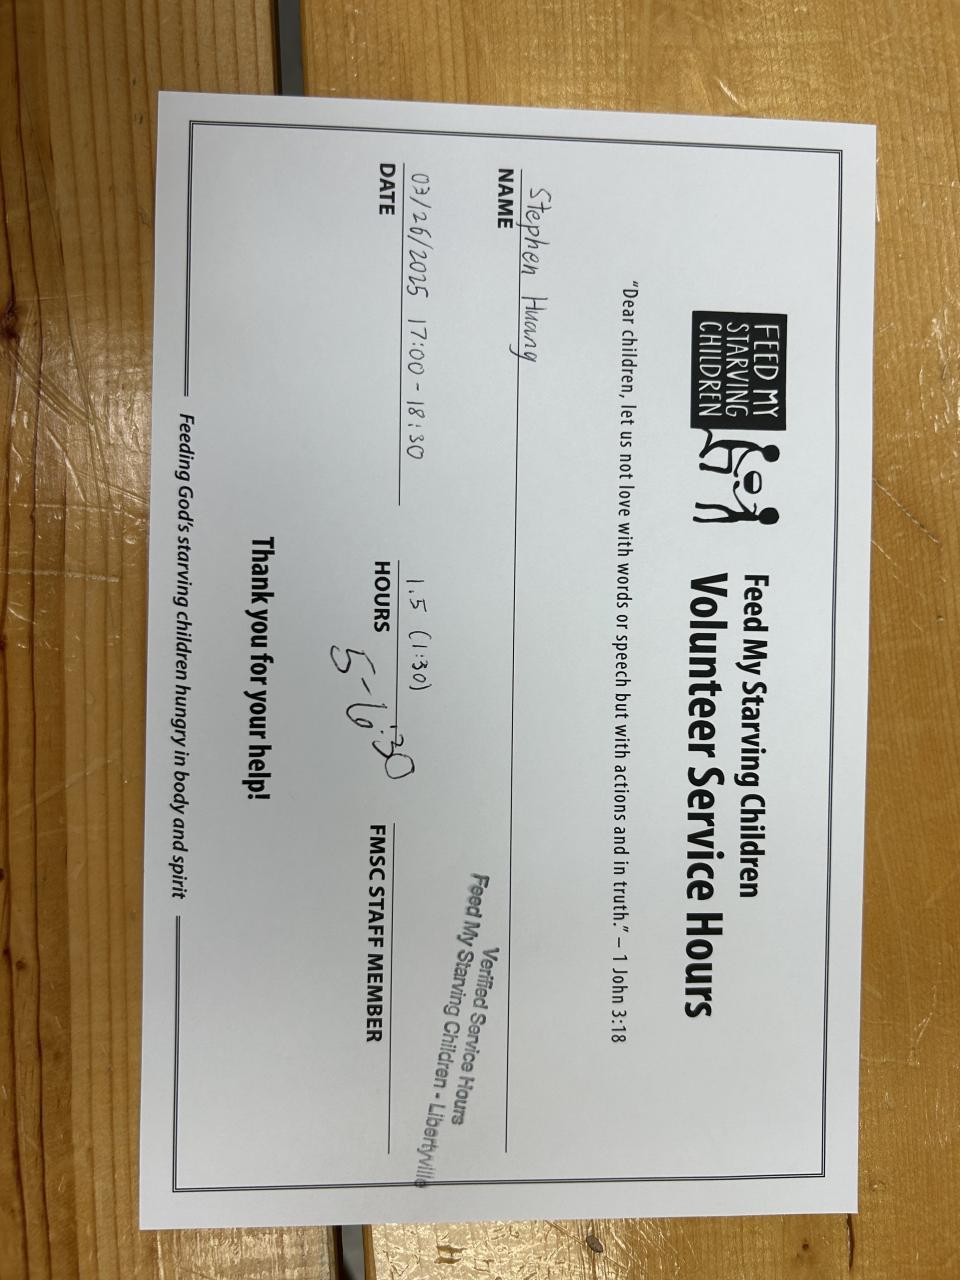 FEED MY
STARVING
CHILDREN
Feed My Starving Children
Volunteer Service Hours
"Dear children, let us not love with words or speech but with actions and in truth." – 1 John 3:18
Stephen Huang
NAME
Verified Service Hours
Feed My Starving Children - Libertyville
03/26/2025 17:00-18:30
1.5 (1:30)
DATE
HOURS
FMSC STAFF MEMBER
5-6:30
Thank you for your help!
Feeding God's starving children hungry in body and spirit